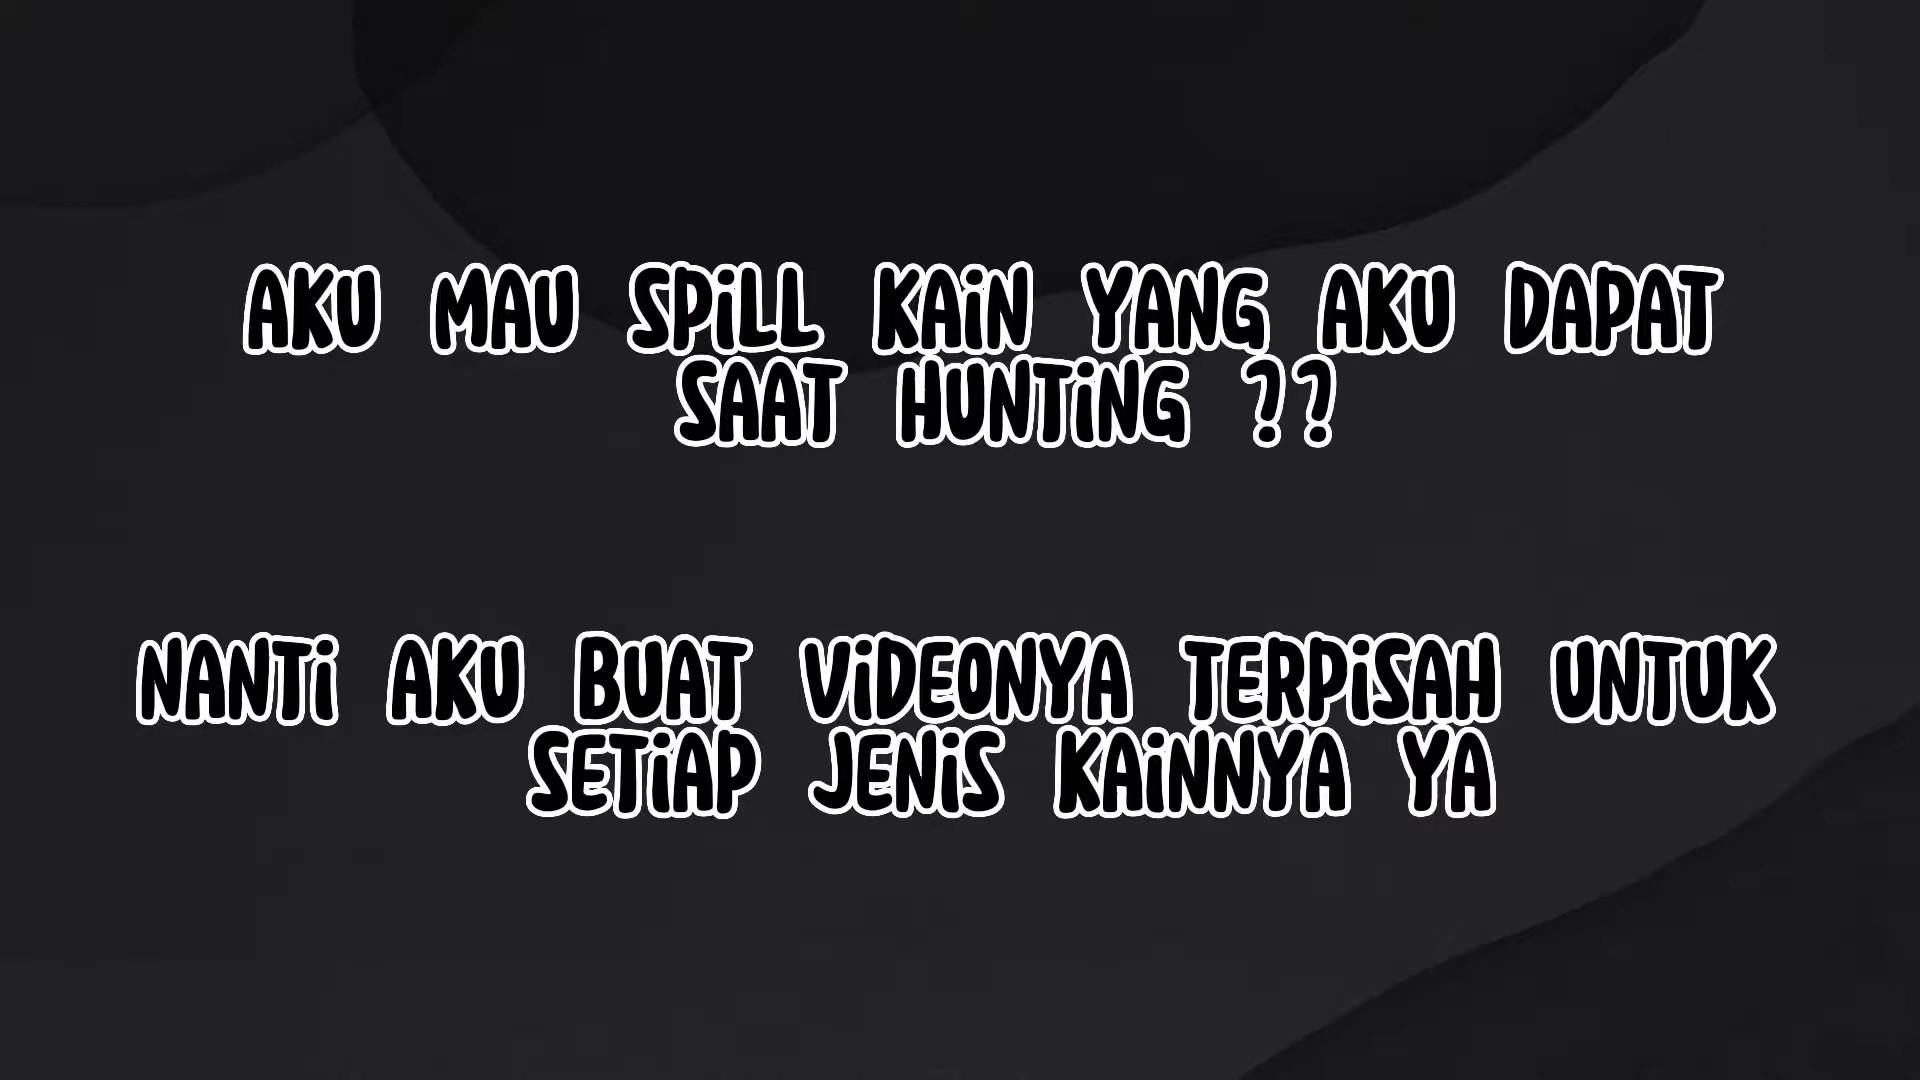 AKU MAU SPiLL KAiN YANG AKU DAPAT
SAAT HUNTiNG ??
NANTi AKU BUAT ViDEONYA TERPiSAH UNTUK
SETiAP JENiS KAiNNYA YA